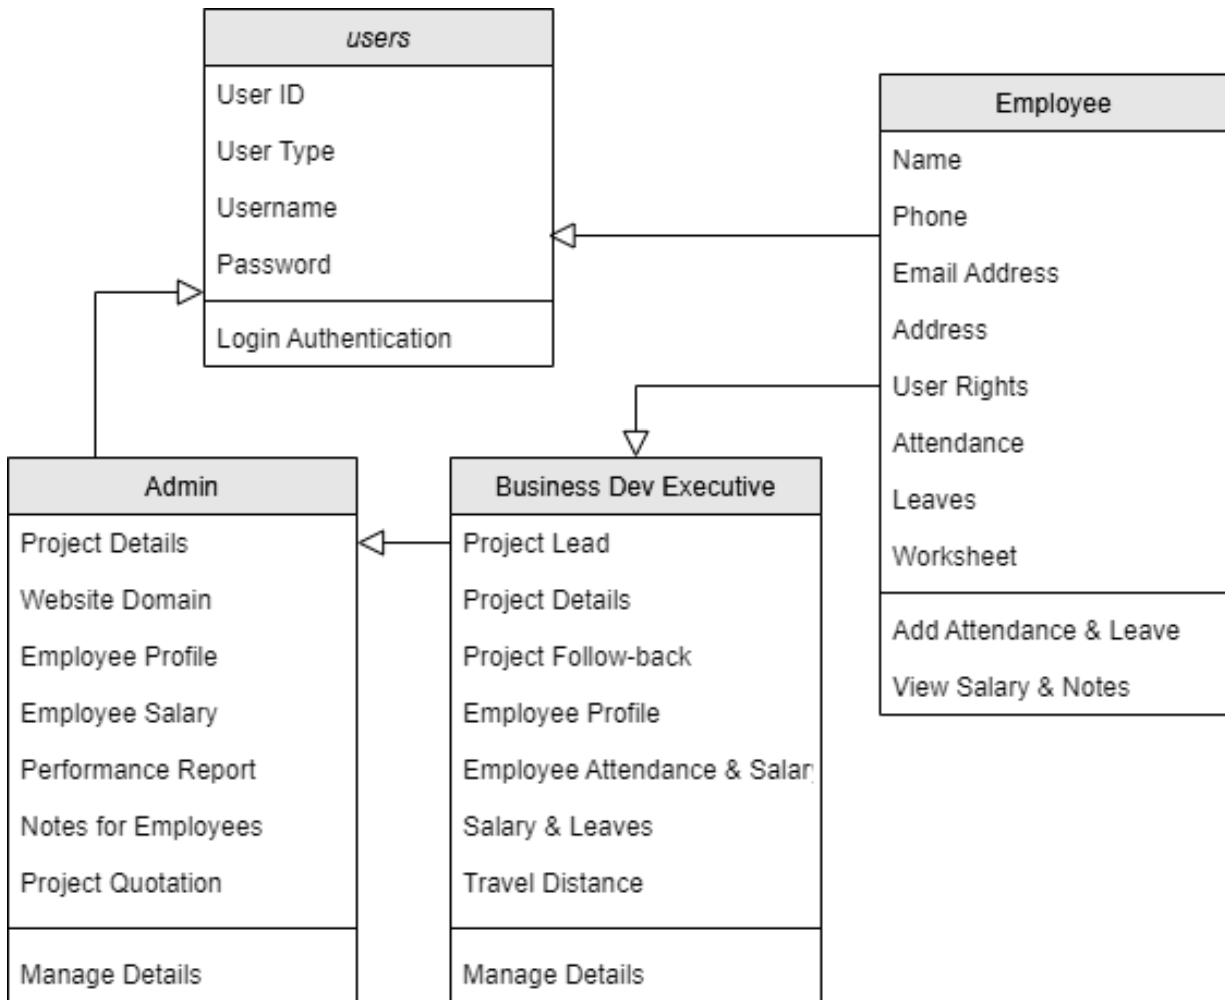 users
User ID
User Type
Username
Password
Login Authentication
Employee
Name
Phone
Email Address
Address
User Rights
Attendance
Leaves
Worksheet
Add Attendance & Leave
View Salary & Notes
Admin
Project Details
Website Domain
Employee Profile
Employee Salary
Performance Report
Notes for Employees
Project Quotation
Manage Details
Business Dev Executive
Project Lead
Project Details
Project Follow-back
Employee Profile
Employee Attendance & Salar
Salary & Leaves
Travel Distance
Manage Details